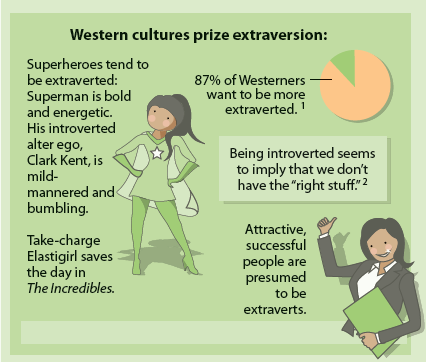 Western cultures prize extraversion:
Superheroes tend to
be extraverted:
Superman is bold
and energetic.
His introverted
alter ego,
Clark Kent, is
mild-
mannered and
bumbling.
Take-charge
Elastigirl saves
the day in
The Incredibles.
87% of Westerners
want to be more
extraverted. 1
Being introverted seems
to imply that we don’t
have the “right stuff.” 2
Attractive,
successful
people are
presumed
to be
extraverts.